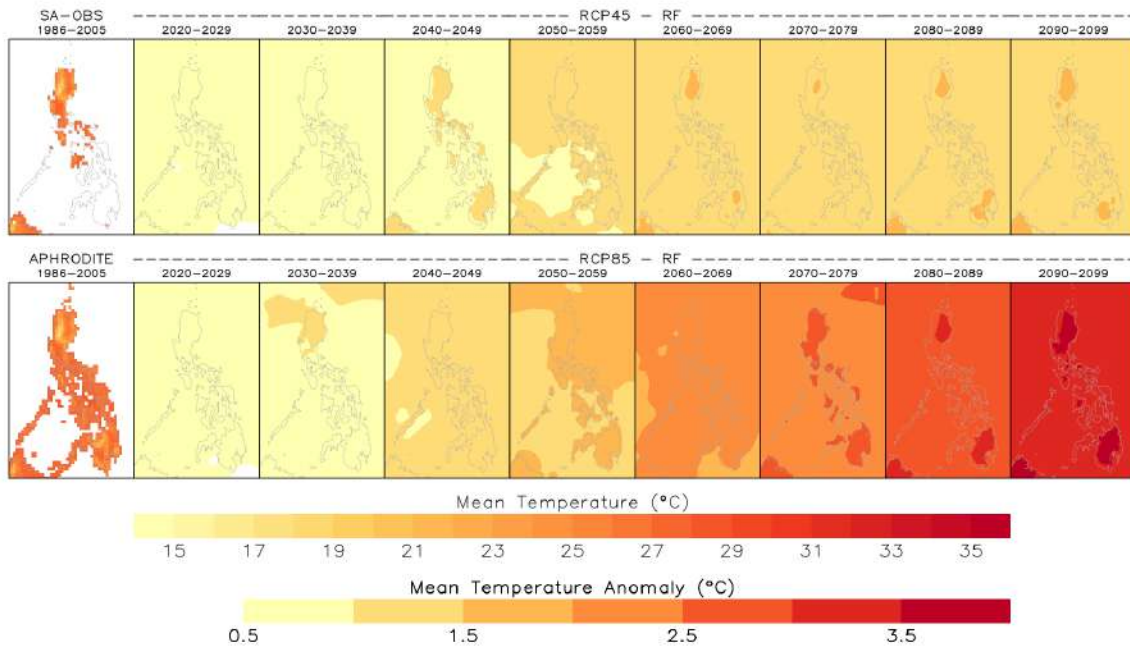 SA-OBS RCP45 - RF
1986-2005 2020-2029 2030-2039 2040-2049 2050-2059 2060-2069 2070-2079 2080-2089 2090-2099
APHRODITE RCP85 - RF
1986-2005 2020-2029 2030-2039 2040-2049 2050-2059 2060-2069 2070-2079 2080-2089 2090-2099
Mean Temperature (°C)
15 17 19 21 23 25 27 29 31 33 35
Mean Temperature Anomaly (°C)
0.5 1.5 2.5 3.5